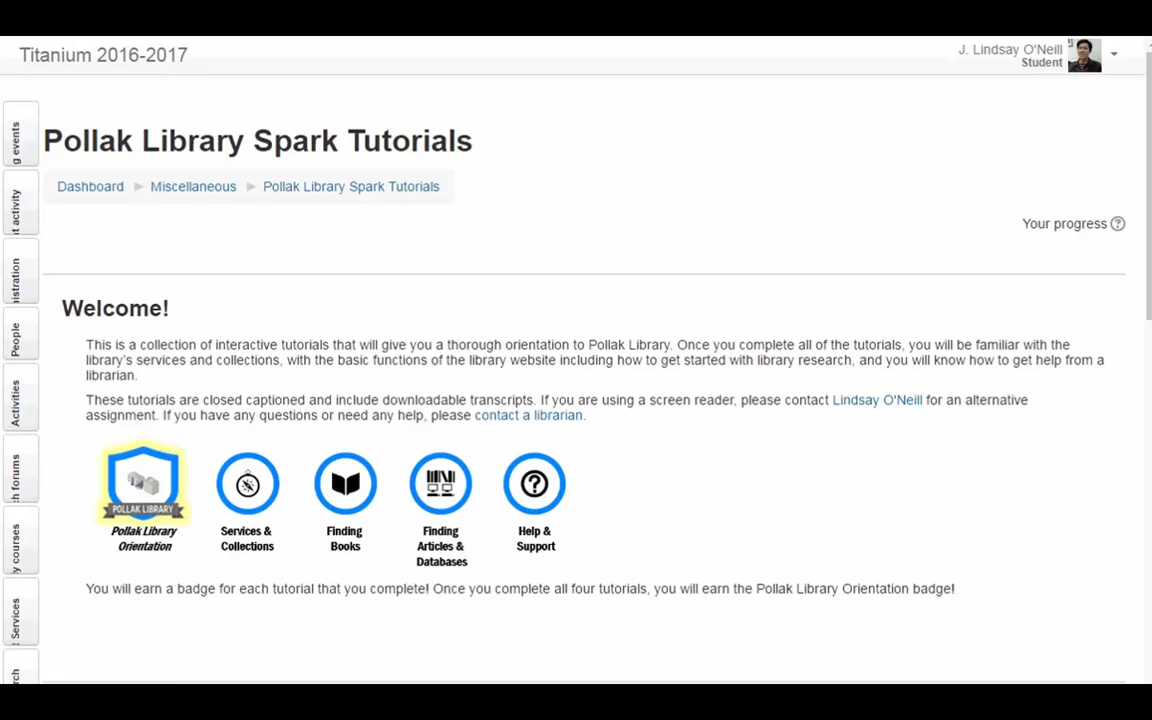 Titanium 2016-2017
J. Lindsay O'Neill
Student
Pollak Library Spark Tutorials
Dashboard Miscellaneous Pollak Library Spark Tutorials
Your progress
Welcome!
This is a collection of interactive tutorials that will give you a thorough orientation to Pollak Library. Once you complete all of the tutorials, you will be familiar with the
library's services and collections, with the basic functions of the library website including how to get started with library research, and you will know how to get help from a
librarian.
These tutorials are closed captioned and include downloadable transcripts. If you are using a screen reader, please contact Lindsay O'Neill for an alternative
assignment. If you have any questions or need any help, please contact a librarian.
POLLAK LIBRARY
Pollak Library
Orientation
Services &
Collections
Finding
Books
Finding
Articles &
Databases
Help &
Support
You will earn a badge for each tutorial that you complete! Once you complete all four tutorials, you will earn the Pollak Library Orientation badge!
g events
t activity
nistration
People
Activities
h forums
y courses
Services
rch